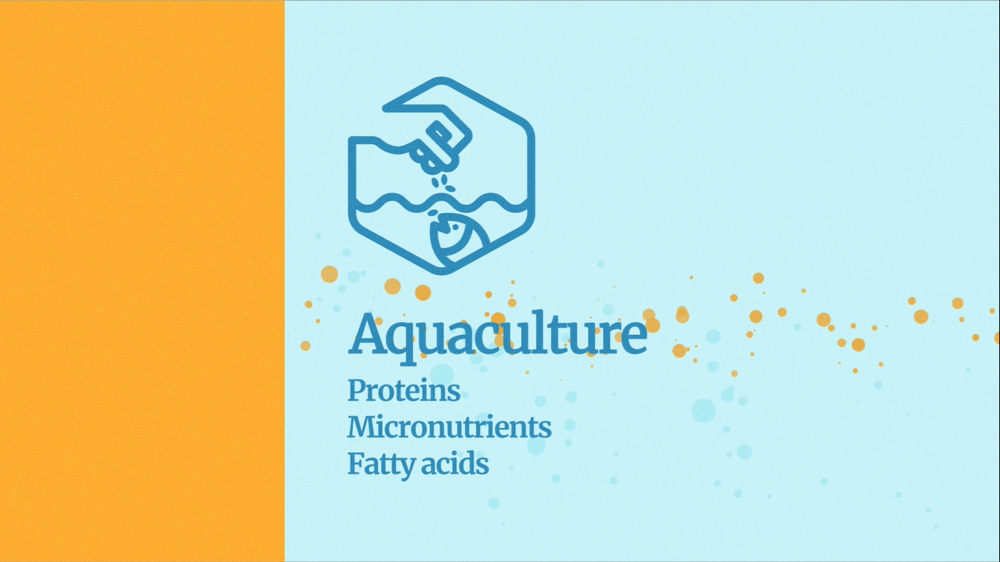 Aquaculture
Proteins
Micronutrients
Fatty acids